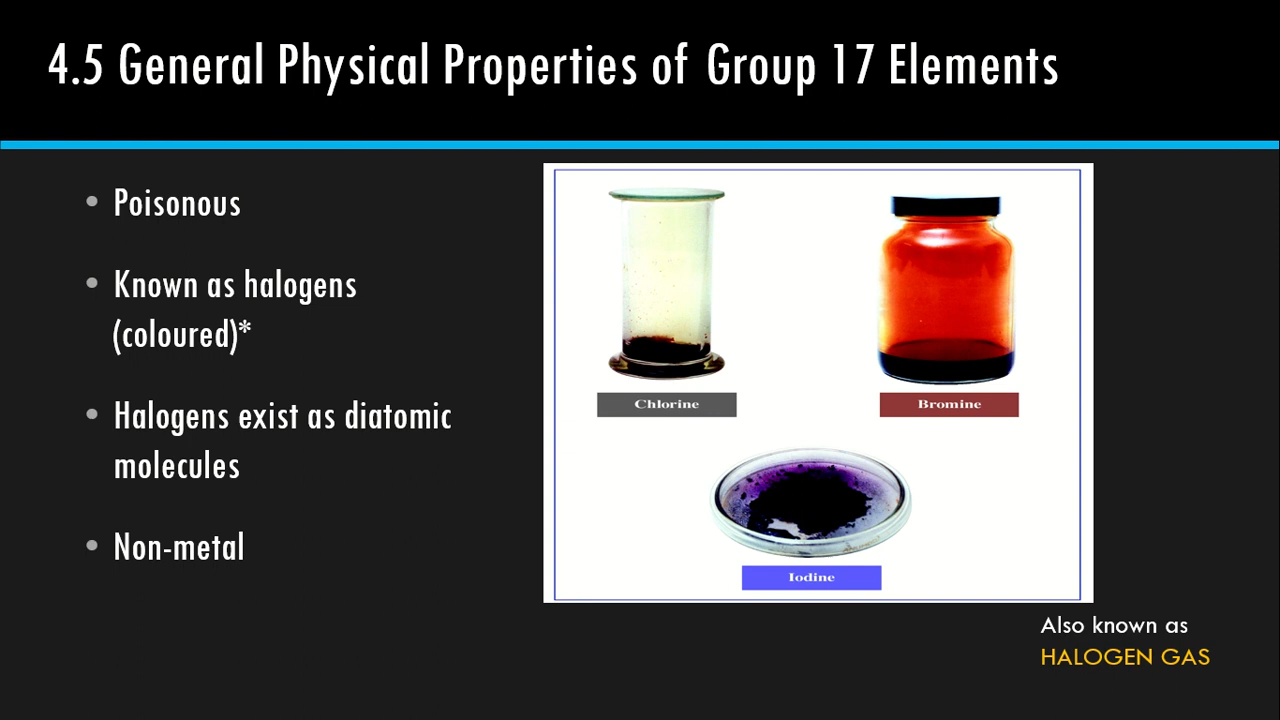 4.5 General Physical Properties of Group 17 Elements
• Poisonous
• Known as halogens
(coloured)*
• Halogens exist as diatomic
molecules
• Non-metal
Chlorine
Bromine
Iodine
Also known as
HALOGEN GAS